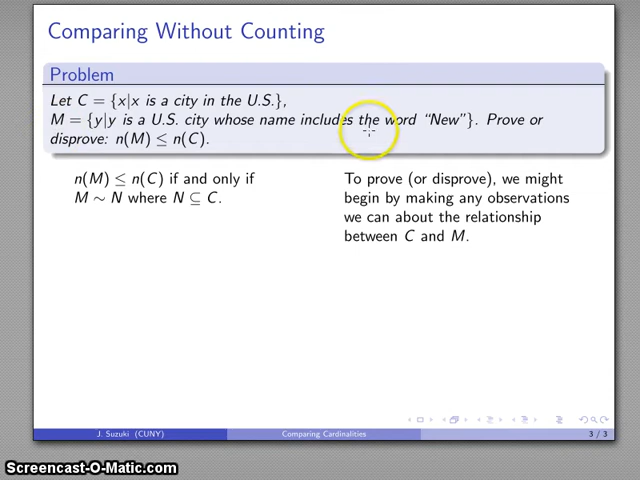 Comparing Without Counting
Problem
Let C = {x|x is a city in the U.S.},
M = {y|y is a U.S. city whose name includes the word “New”}. Prove or
disprove: n(M) ≤ n(C).
n(M) ≤ n(C) if and only if
M ∼ N where N ⊆ C.
To prove (or disprove), we might
begin by making any observations
we can about the relationship
between C and M.
J. Suzuki (CUNY)
Comparing Cardinalities
3 / 3
Screencast-O-Matic.com